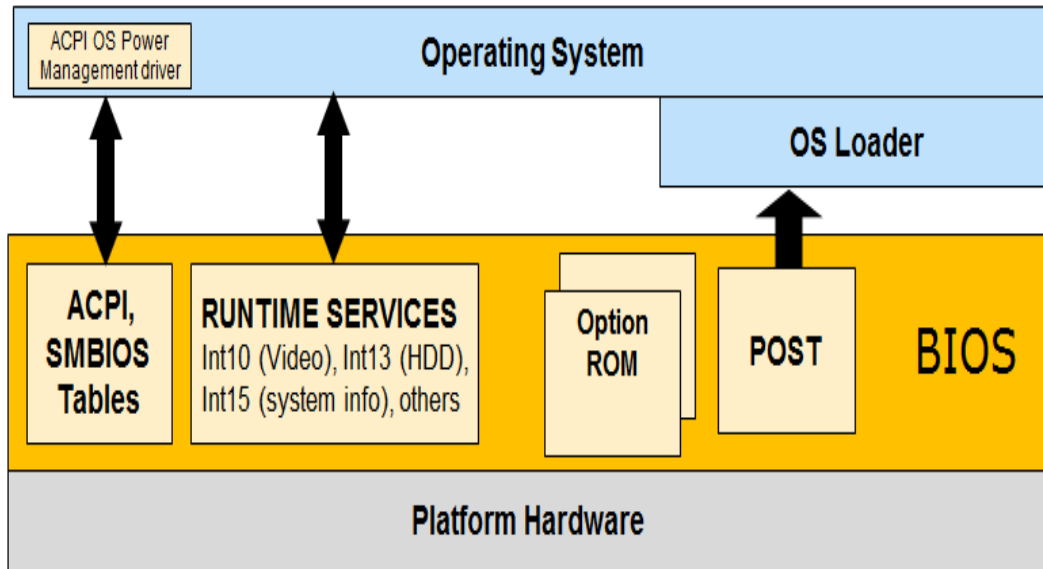 ACPI OS Power
Management driver
Operating System
OS Loader
ACPI,
SMBIOS
Tables
RUNTIME SERVICES
Int10 (Video), Int13 (HDD),
Int15 (system info), others
Option
ROM
POST
BIOS
Platform Hardware